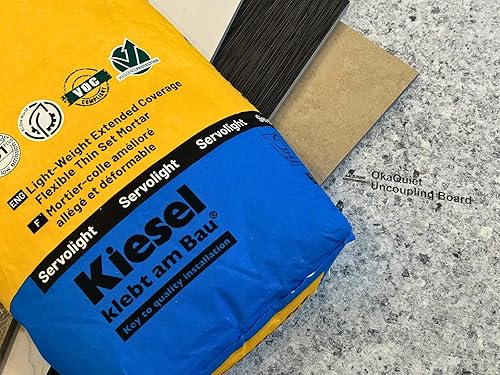 VOC
COMPLIANT
ENG Light-Weight Extended Coverage
Flexible Thin Set Mortar
F Mortier-colle amélioré
allégé et déformable
Servolight Servolight Servolight
Kiesel
klebt am Bau®
Key to quality installation
OkaQuiet
Uncoupling Board